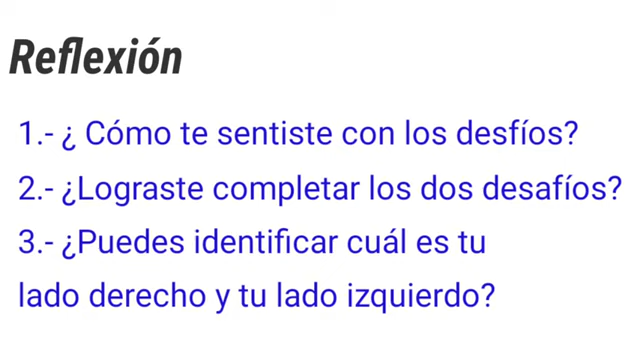 Reflexión
1.- ¿ Cómo te sentiste con los desfíos?
2.- ¿Lograste completar los dos desafíos?
3.- ¿Puedes identificar cuál es tu
lado derecho y tu lado izquierdo?